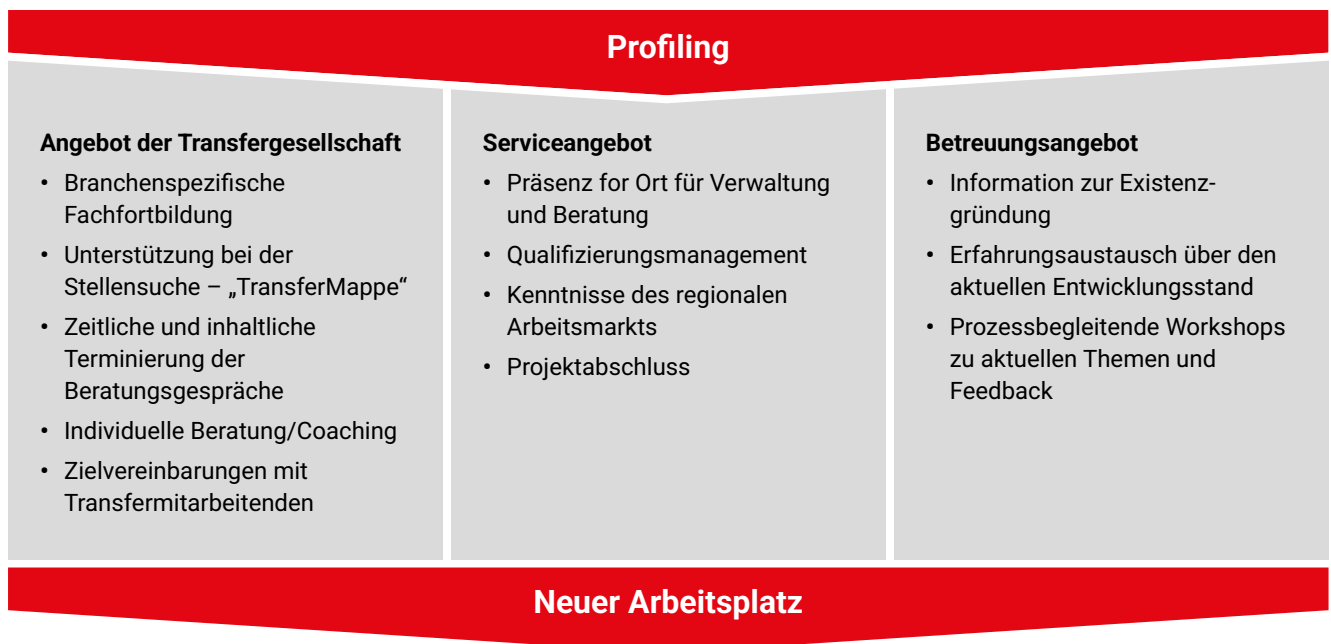 Profiling
Angebot der Transfergesellschaft
• Branchenspezifische
Fachfortbildung
• Unterstützung bei der
Stellensuche – „TransferMappe“
• Zeitliche und inhaltliche
Terminierung der
Beratungsgespräche
• Individuelle Beratung/Coaching
• Zielvereinbarungen mit
Transfermitarbeitenden
Serviceangebot
• Präsenz for Ort für Verwaltung
und Beratung
• Qualifizierungsmanagement
• Kenntnisse des regionalen
Arbeitsmarkts
• Projektabschluss
Betreuungsangebot
• Information zur Existenz-
gründung
• Erfahrungsaustausch über den
aktuellen Entwicklungsstand
• Prozessbegleitende Workshops
zu aktuellen Themen und
Feedback
Neuer Arbeitsplatz